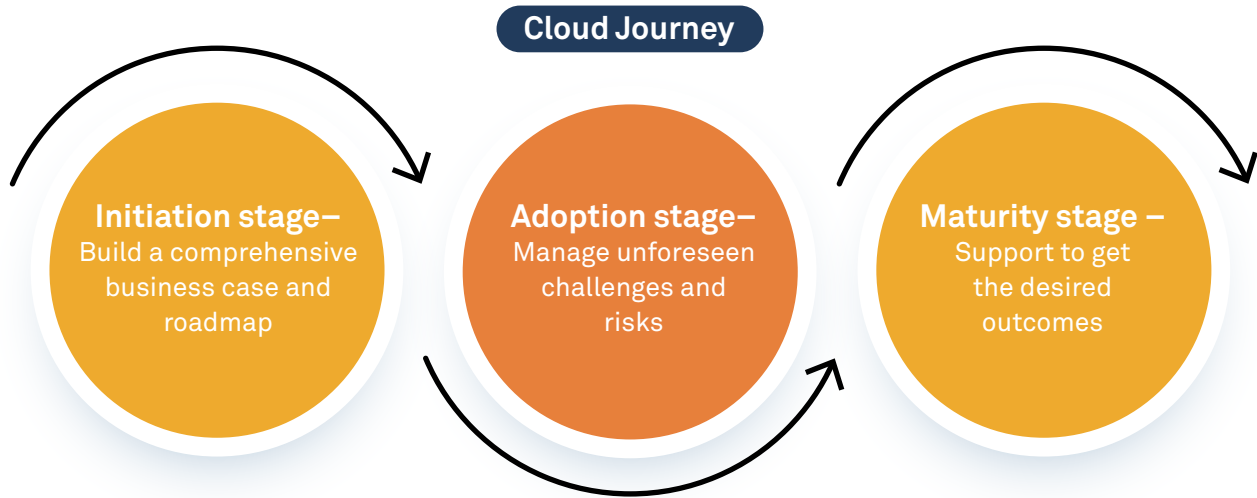 Cloud Journey
Initiation stage–
Build a comprehensive
business case and
roadmap
Adoption stage–
Manage unforeseen
challenges and
risks
Maturity stage –
Support to get
the desired
outcomes